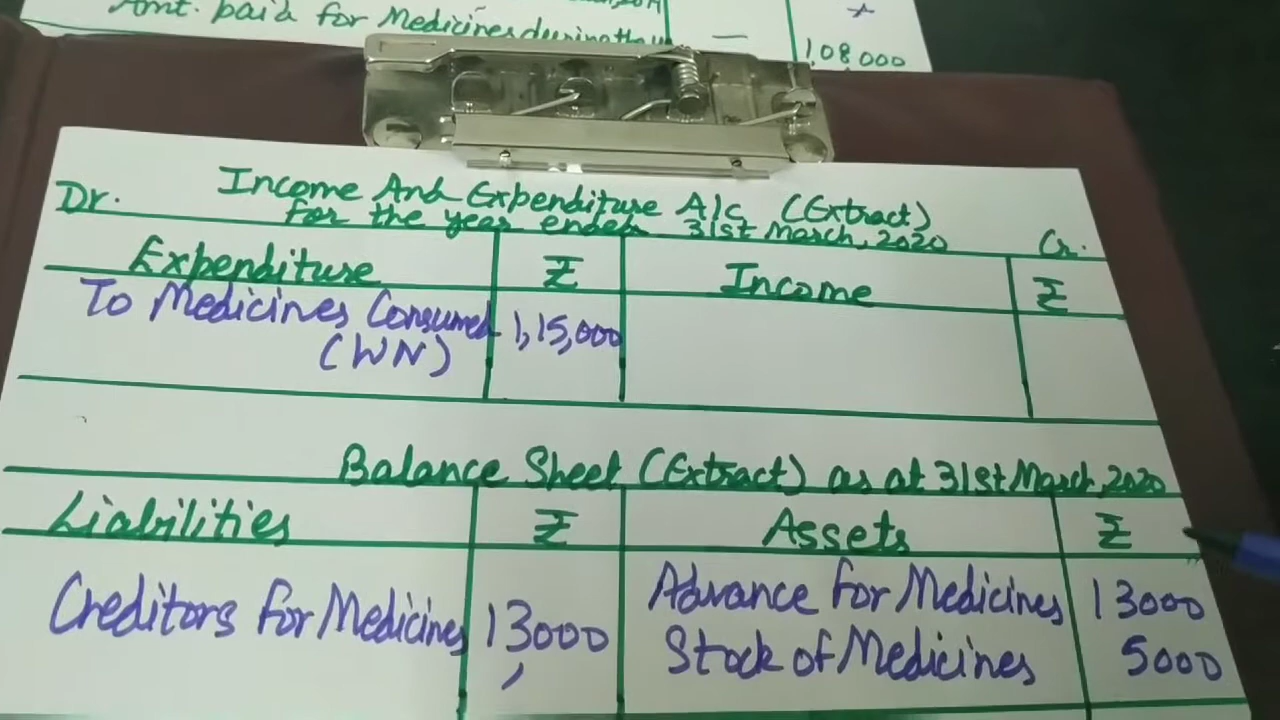 Amt. paid for Medicines during the —
1,08,000
Dr. Income And Expenditure A/c (Extract)
for the year ended 31st March, 2020 Cr.
Expenditure ₹ Income ₹
To Medicines Consumed 1,15,000
(WN)
Balance Sheet (Extract) as at 31st March, 2020
Liabilities ₹ Assets ₹
Creditors for Medicines 13,000 Advance for Medicines 13000
Stock of Medicines 5000